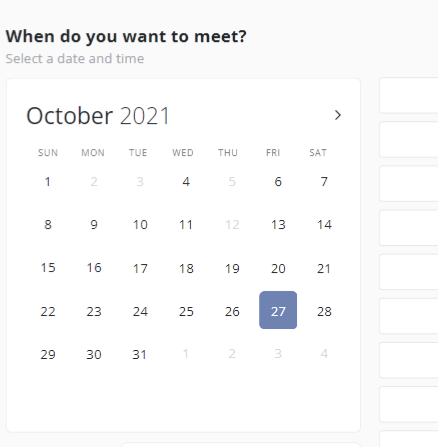 When do you want to meet?
Select a date and time
October 2021
SUN MON TUE WED THU FRI SAT
1 2 3 4 5 6 7
8 9 10 11 12 13 14
15 16 17 18 19 20 21
22 23 24 25 26 27 28
29 30 31 1 2 3 4